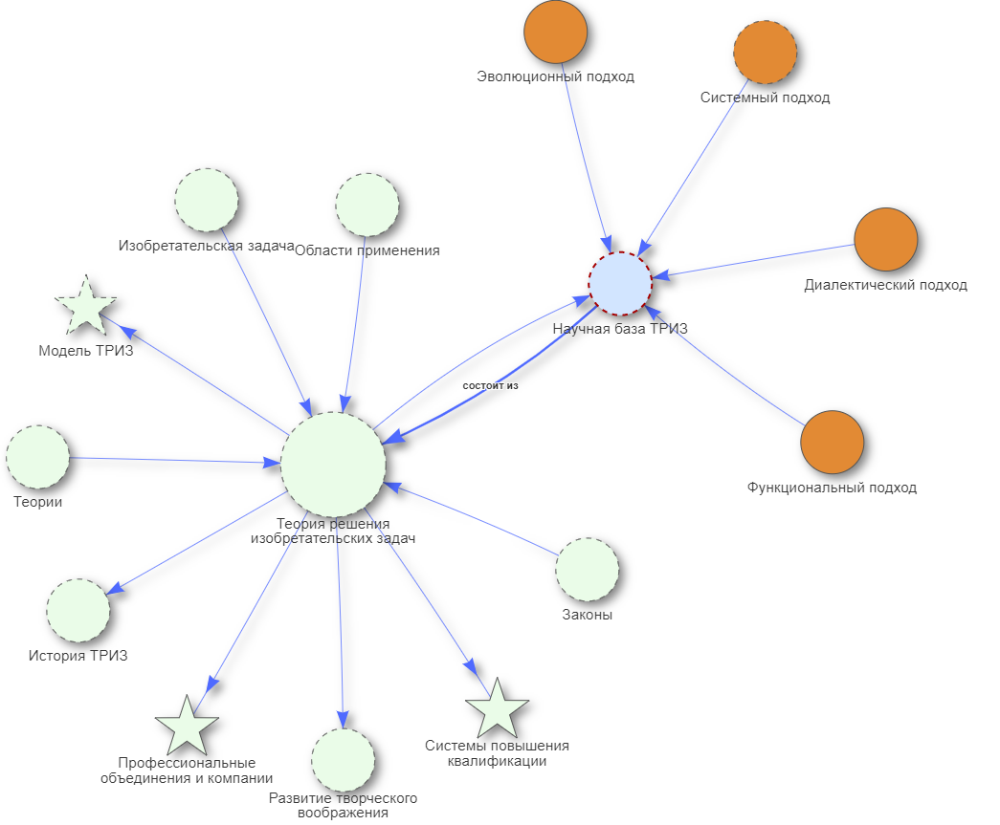 Эволюционный подход
Системный подход
Изобретательская задача
Области применения
Диалектический подход
Научная база ТРИЗ
Модель ТРИЗ
состоит из
Функциональный подход
Теории
Теория решения
изобретательских задач
Законы
История ТРИЗ
Системы повышения
квалификации
Профессиональные
объединения и компании
Развитие творческого
воображения